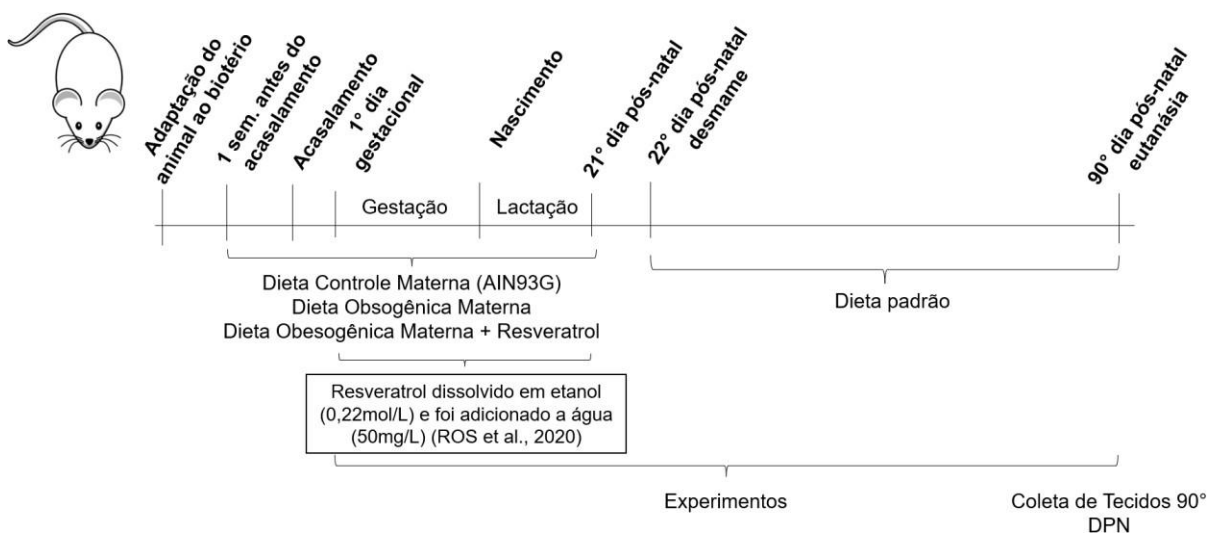 Adaptação do
animal ao biotério
1 sem. antes do
acasalamento
Acasalamento
1° dia
gestacional
Nascimento
21° dia pós-natal
22° dia pós-natal
desmame
90° dia pós-natal
eutanásia
Gestação
Lactação
Dieta Controle Materna (AIN93G)
Dieta Obsogênica Materna
Dieta Obesogênica Materna + Resveratrol
Dieta padrão
Resveratrol dissolvido em etanol
(0,22mol/L) e foi adicionado a água
(50mg/L) (ROS et al., 2020)
Experimentos
Coleta de Tecidos 90°
DPN